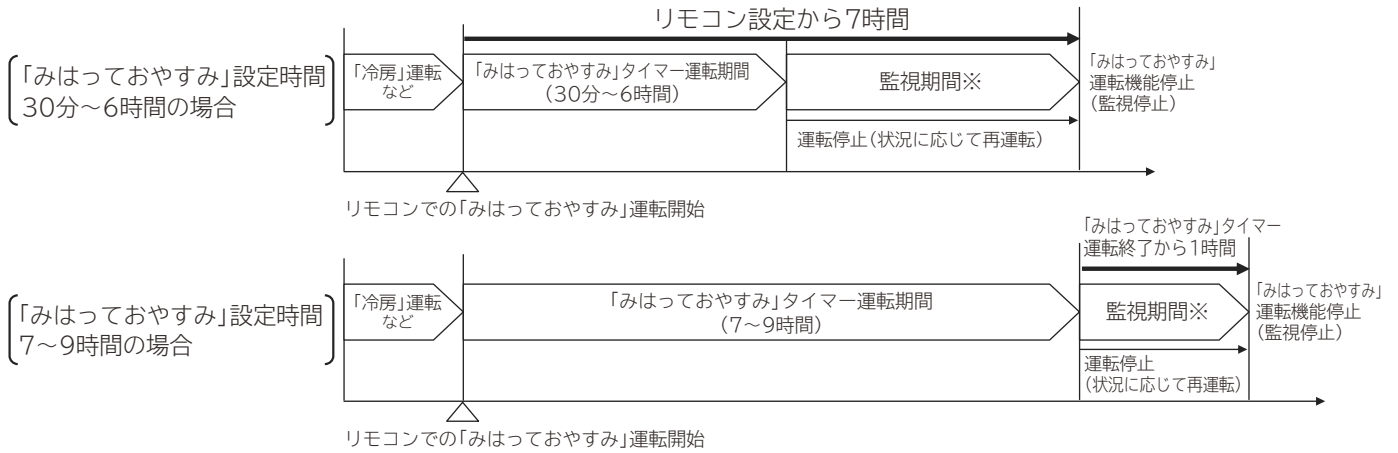 リモコン設定から7時間
「みはっておやすみ」設定時間
30分～6時間の場合
「冷房」運転
など
「みはっておやすみ」タイマー運転期間
(30分～6時間)
監視期間※
「みはっておやすみ」
運転機能停止
(監視停止)
運転停止(状況に応じて再運転)
リモコンでの「みはっておやすみ」運転開始
「みはっておやすみ」タイマー
運転終了から1時間
「みはっておやすみ」設定時間
7～9時間の場合
「冷房」運転
など
「みはっておやすみ」タイマー運転期間
(7～9時間)
監視期間※
「みはっておやすみ」
運転機能停止
(監視停止)
運転停止
(状況に応じて再運転)
リモコンでの「みはっておやすみ」運転開始